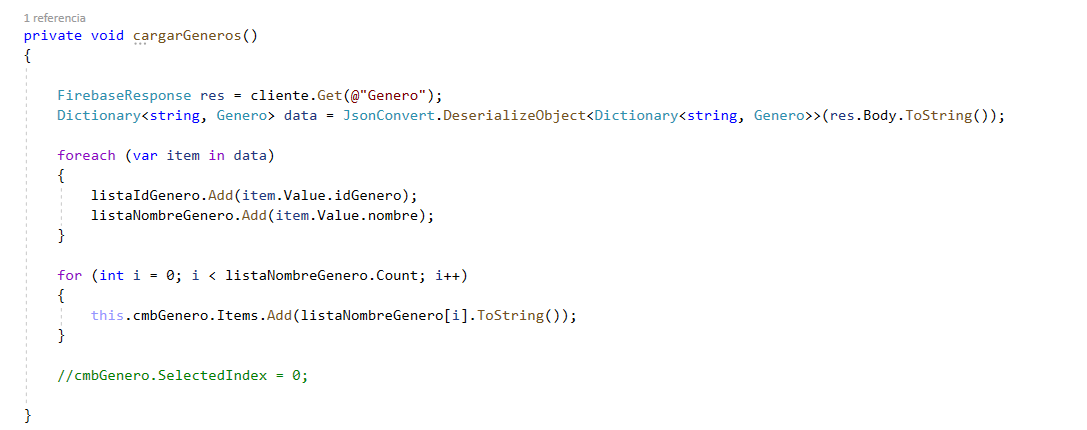 1 referencia
private void cargarGeneros()
{
FirebaseResponse res = cliente.Get(@"Genero");
Dictionary<string, Genero> data = JsonConvert.DeserializeObject<Dictionary<string, Genero>>(res.Body.ToString());
foreach (var item in data)
{
listaIdGenero.Add(item.Value.idGenero);
listaNombreGenero.Add(item.Value.nombre);
}
for (int i = 0; i < listaNombreGenero.Count; i++)
{
this.cmbGenero.Items.Add(listaNombreGenero[i].ToString());
}
//cmbGenero.SelectedIndex = 0;
}